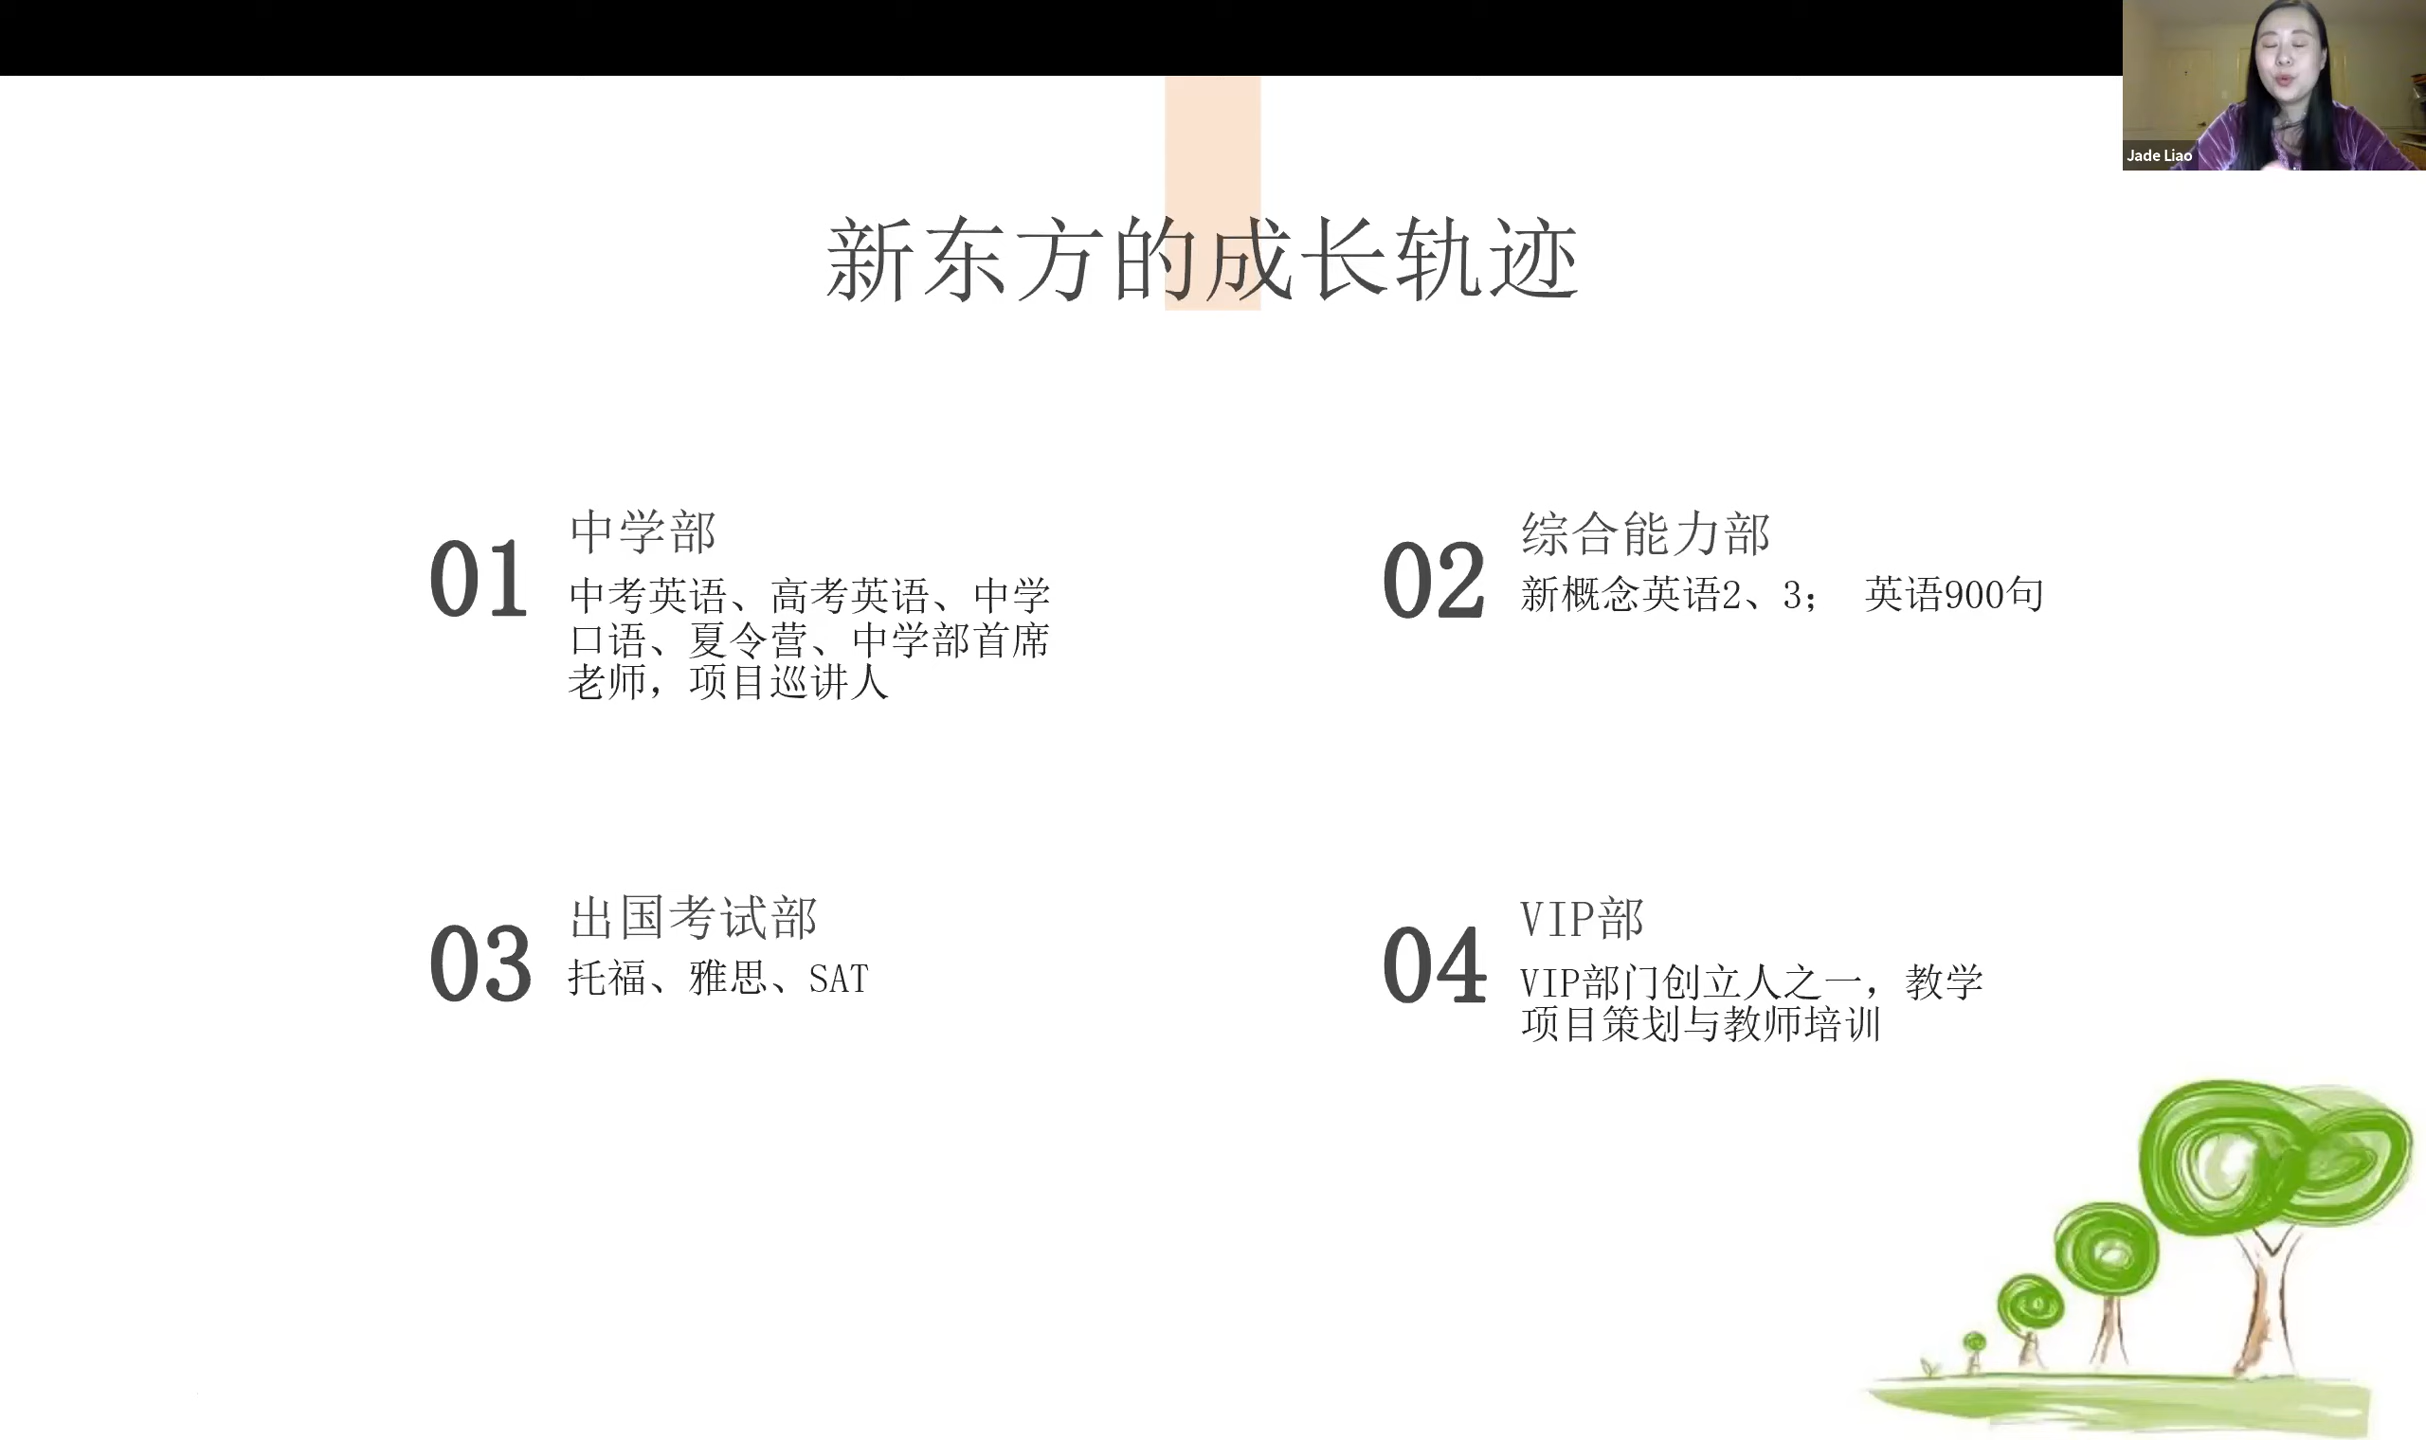 Jade Liao
新东方的成长轨迹
01
中学部
中考英语、高考英语、中学
口语、夏令营、中学部首席
老师，项目巡讲人
02
综合能力部
新概念英语2、3； 英语900句
03
出国考试部
托福、雅思、SAT
04
VIP部
VIP部门创立人之一，教学
项目策划与教师培训